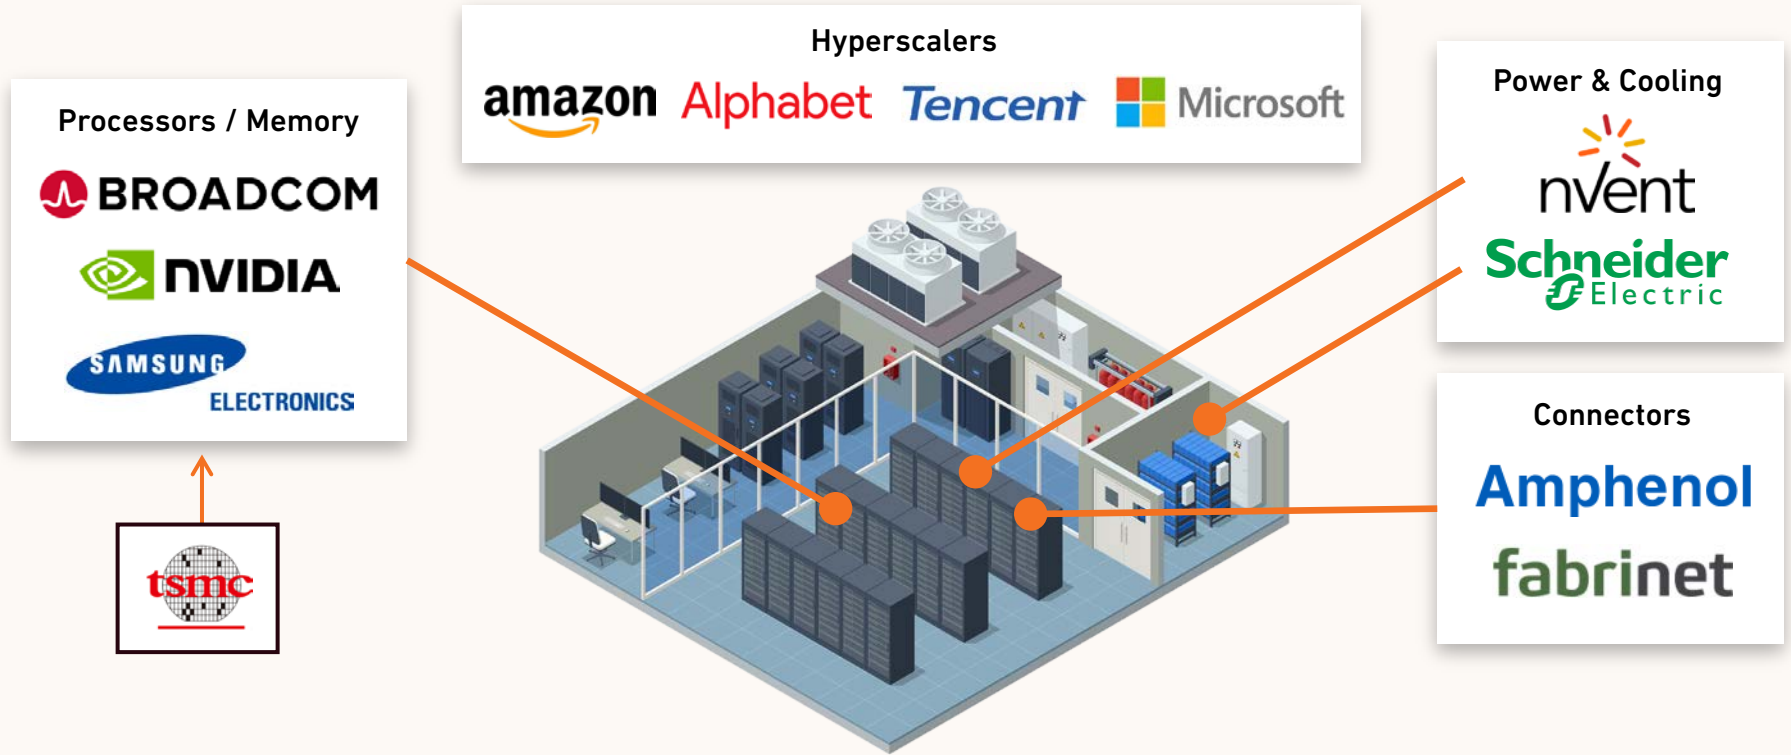 Hyperscalers
amazon Alphabet Tencent Microsoft
Processors / Memory
BROADCOM
NVIDIA
SAMSUNG
ELECTRONICS
tsmc
Power & Cooling
nVent
Schneider
Electric
Connectors
Amphenol
fabrinet